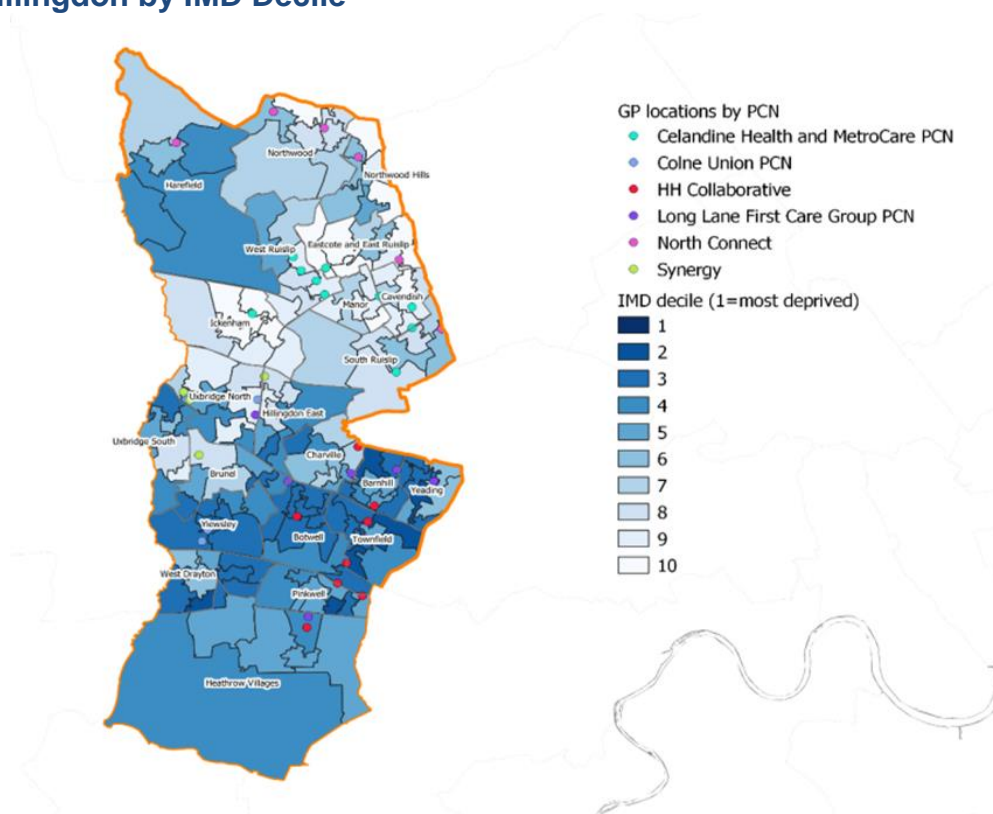 illingdon by IMD Decile
GP locations by PCN
Celandine Health and MetroCare PCN
Colne Union PCN
HH Collaborative
Long Lane First Care Group PCN
North Connect
Synergy
IMD decile (1=most deprived)
1
2
3
4
5
6
7
8
9
10
Northwood
Northwood Hills
Harefield
West Ruislip
Eastcote and East Ruislip
Manor
Cavendish
Ickenham
South Ruislip
Uxbridge North
Hillingdon East
Uxbridge South
Charville
Brunel
Barnhill
Yeading
Yiewsley
Botwell
Townfield
West Drayton
Pinkwell
Heathrow Villages